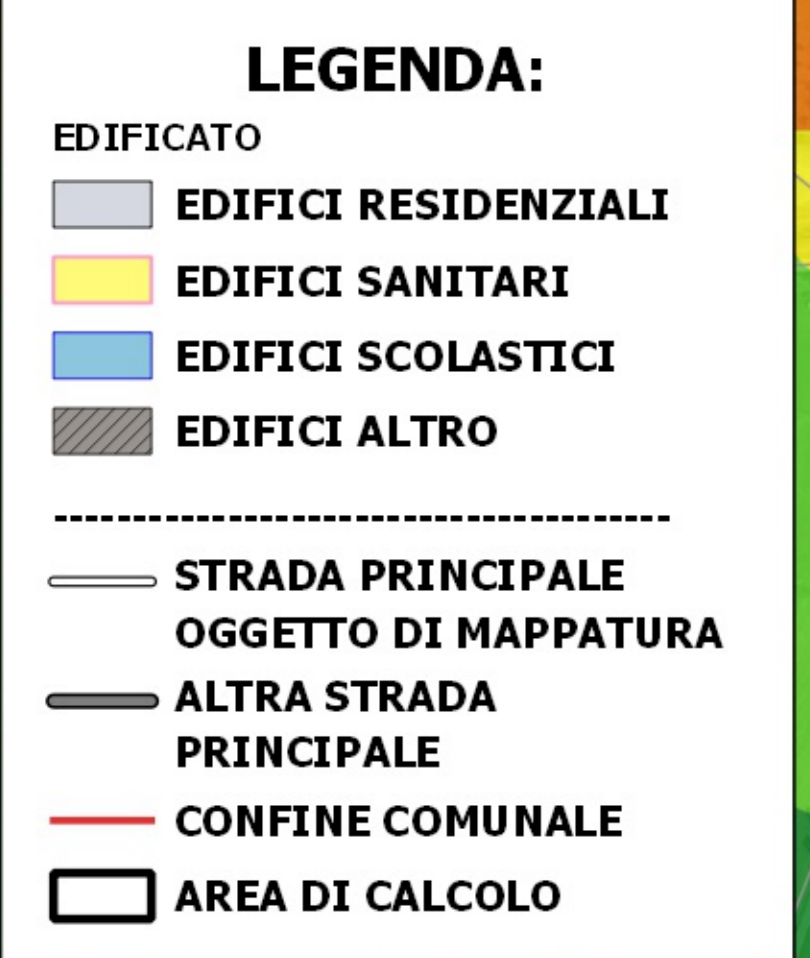 LEGENDA:
EDIFICATO
EDIFICI RESIDENZIALI
EDIFICI SANITARI
EDIFICI SCOLASTICI
EDIFICI ALTRO
---------------------------------------
STRADA PRINCIPALE
OGGETTO DI MAPPATURA
ALTRA STRADA
PRINCIPALE
CONFINE COMUNALE
AREA DI CALCOLO